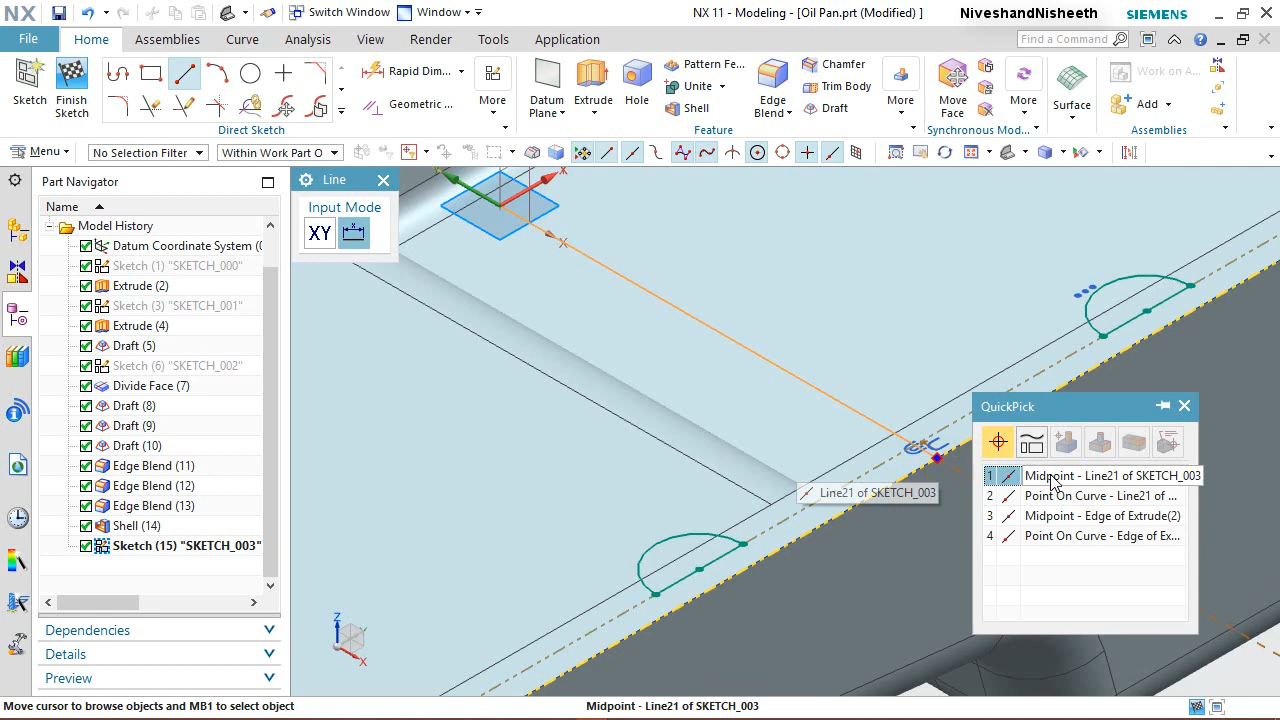 NX
Switch Window
Window
NX 11 - Modeling - [Oil Pan.prt (Modified) ]
NiveshandNisheeth
SIEMENS
File
Home
Assemblies
Curve
Analysis
View
Render
Tools
Application
Find a Command
Sketch
Finish Sketch
Rapid Dim...
Geometric ...
More
Datum Plane
Extrude
Hole
Pattern Fe...
Unite
Shell
Edge Blend
Chamfer
Trim Body
Draft
More
Move Face
More
Surface
Work on A...
Add
Direct Sketch
Feature
Synchronous Mod...
Assemblies
Menu
No Selection Filter
Within Work Part O
Part Navigator
Name
Model History
Datum Coordinate System (0
Sketch (1) "SKETCH_000"
Extrude (2)
Sketch (3) "SKETCH_001"
Extrude (4)
Draft (5)
Sketch (6) "SKETCH_002"
Divide Face (7)
Draft (8)
Draft (9)
Draft (10)
Edge Blend (11)
Edge Blend (12)
Edge Blend (13)
Shell (14)
Sketch (15) "SKETCH_003"
Dependencies
Details
Preview
Line
Input Mode
XY
X
X
Line21 of SKETCH_003
Z
Y
X
QuickPick
1 Midpoint - Line21 of SKETCH_003
2 Point On Curve - Line21 of ...
3 Midpoint - Edge of Extrude(2)
4 Point On Curve - Edge of Ex...
Move cursor to browse objects and MB1 to select object
Midpoint - Line21 of SKETCH_003